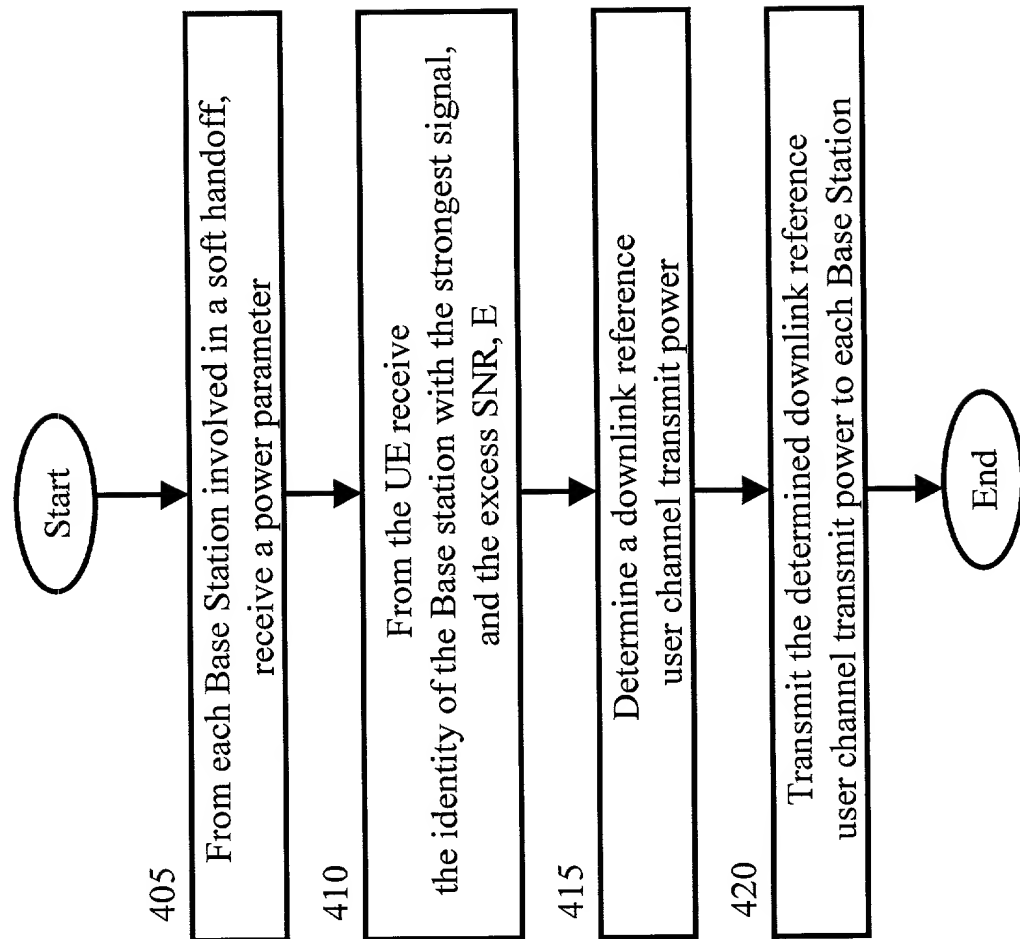 Start
405
From each Base Station involved in a soft handoff,
receive a power parameter
410
From the UE receive
the identity of the Base station with the strongest signal,
and the excess SNR, E
415
Determine a downlink reference
user channel transmit power
420
Transmit the determined downlink reference
user channel transmit power to each Base Station
End